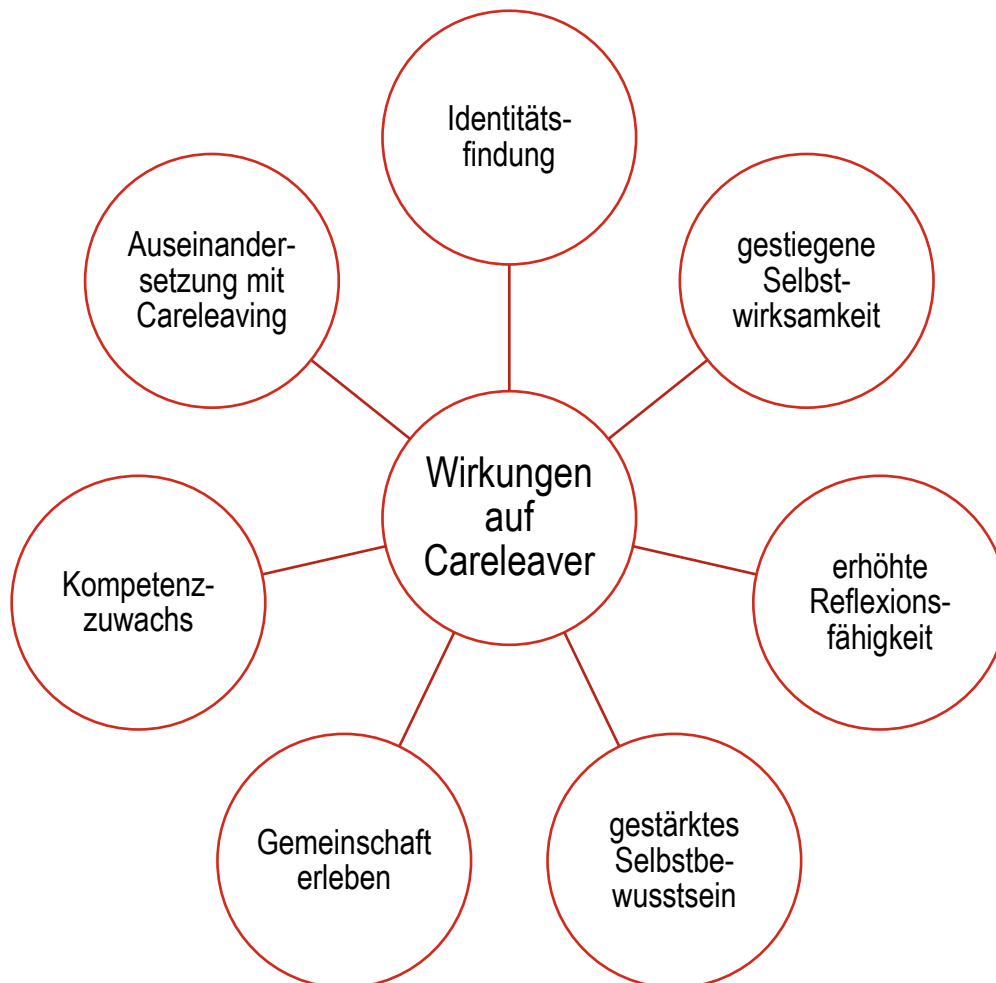 Identitäts-
findung
gestiegene
Selbst-
wirksamkeit
erhöhte
Reflexions-
fähigkeit
gestärktes
Selbstbe-
wusstsein
Gemeinschaft
erleben
Kompetenz-
zuwachs
Auseinander-
setzung mit
Careleaving
Wirkungen
auf
Careleaver